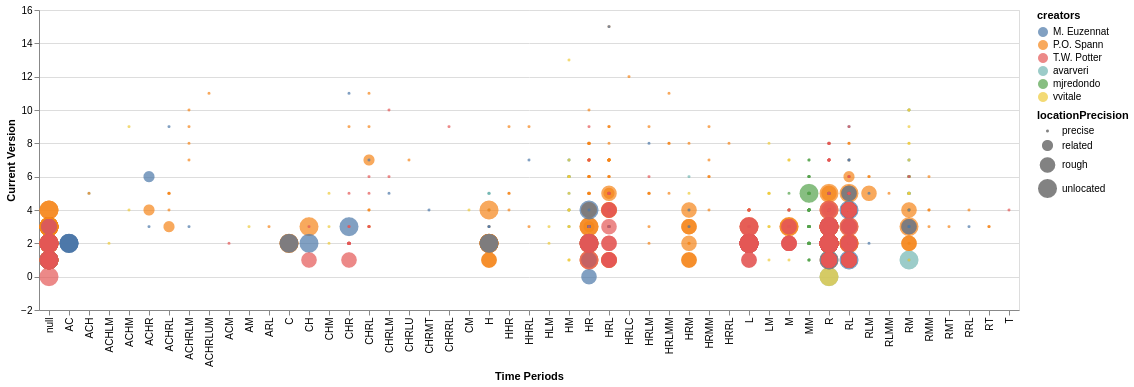 16
14
12
10
8
6
4
2
0
−2
Current Version
null
AC
ACH
ACHLM
ACHM
ACHR
ACHRL
ACHRLM
ACHRLUM
ACM
AM
ARL
C
CH
CHM
CHR
CHRL
CHRLM
CHRLU
CHRMT
CHRRL
CM
H
HHR
HHRL
HLM
HM
HR
HRL
HRLC
HRLM
HRLMM
HRM
HRMM
HRRL
L
LM
M
MM
R
RL
RLM
RLMM
RM
RMM
RMT
RRL
RT
T
Time Periods
creators
M. Euzennat
P.O. Spann
T.W. Potter
avarveri
mjredondo
vvitale
locationPrecision
precise
related
rough
unlocated